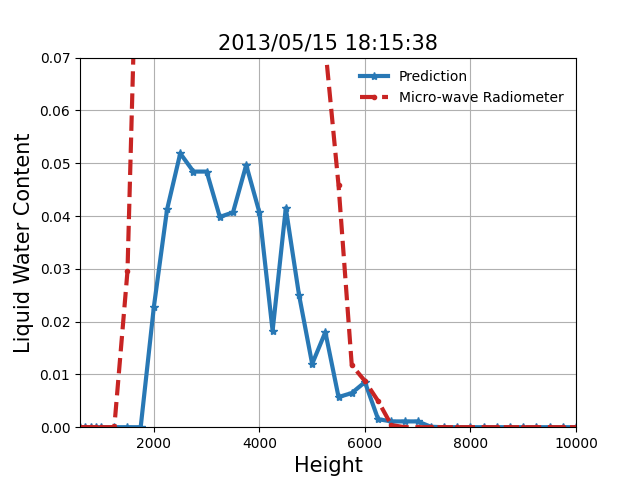 2013/05/15 18:15:38
0.07
0.06
0.05
0.04
0.03
0.02
0.01
0.00
Liquid Water Content
Prediction
Micro-wave Radiometer
2000 4000 6000 8000 10000
Height